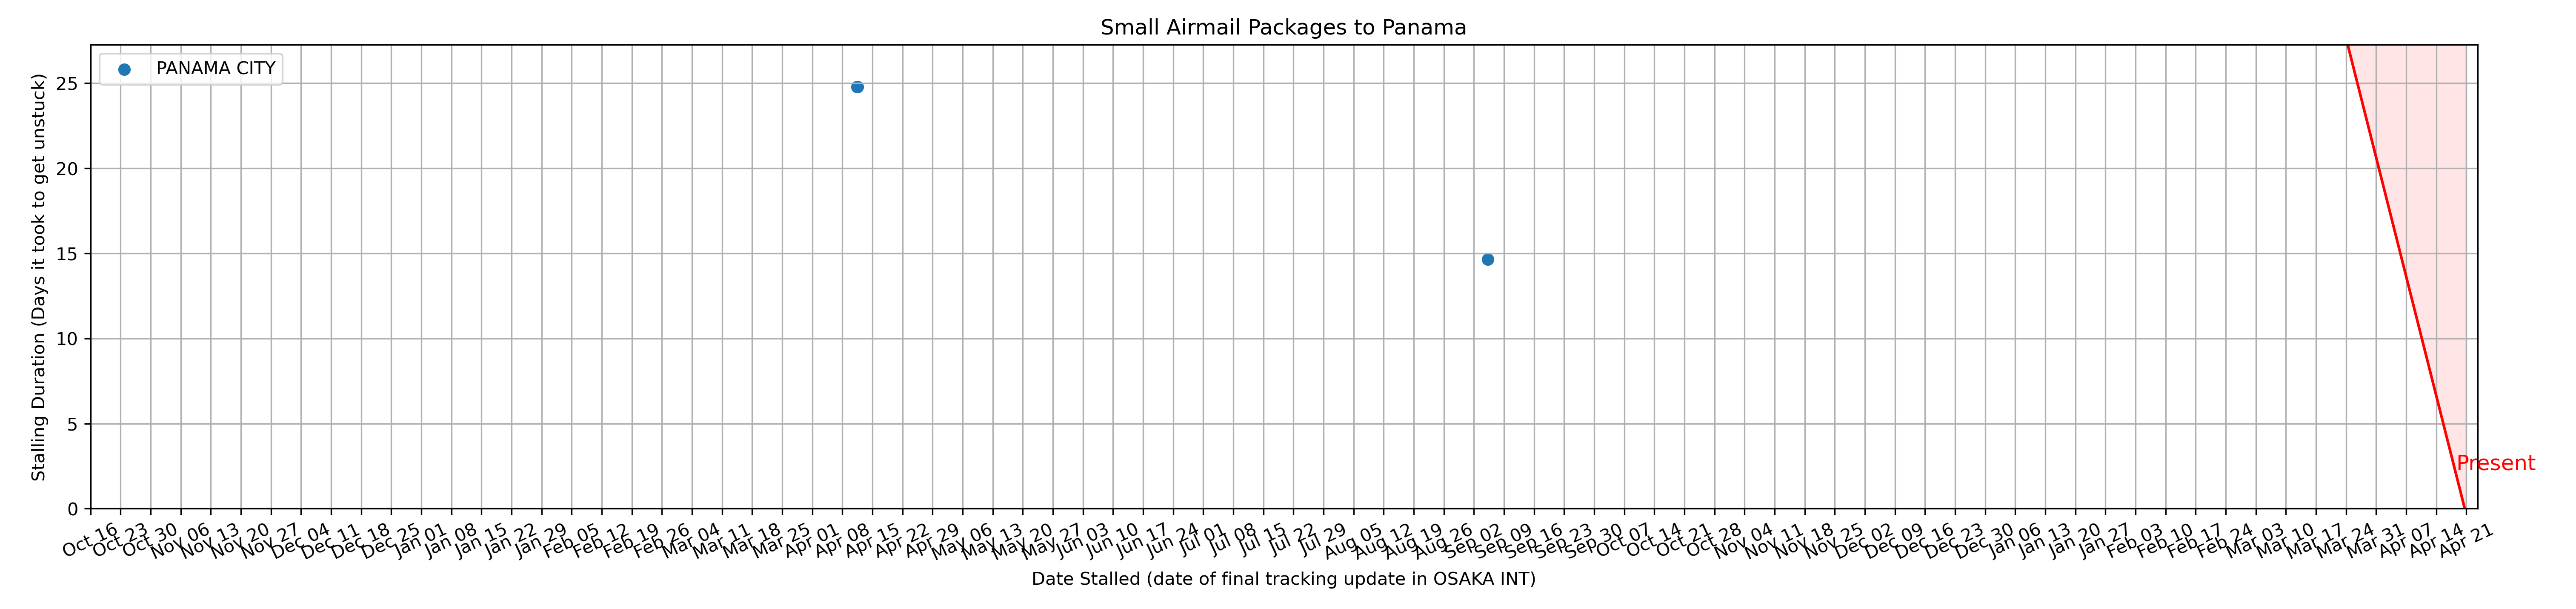 Small Airmail Packages to Panama
PANAMA CITY
Stalling Duration (Days it took to get unstuck)
25
20
15
10
5
0
Present
Oct 16
Oct 23
Oct 30
Nov 06
Nov 13
Nov 20
Nov 27
Dec 04
Dec 11
Dec 18
Dec 25
Jan 01
Jan 08
Jan 15
Jan 22
Jan 29
Feb 05
Feb 12
Feb 19
Feb 26
Mar 04
Mar 11
Mar 18
Mar 25
Apr 01
Apr 08
Apr 15
Apr 22
Apr 29
May 06
May 13
May 20
May 27
Jun 03
Jun 10
Jun 17
Jun 24
Jul 01
Jul 08
Jul 15
Jul 22
Jul 29
Aug 05
Aug 12
Aug 19
Aug 26
Sep 02
Sep 09
Sep 16
Sep 23
Sep 30
Oct 07
Oct 14
Oct 21
Oct 28
Nov 04
Nov 11
Nov 18
Nov 25
Dec 02
Dec 09
Dec 16
Dec 23
Dec 30
Jan 06
Jan 13
Jan 20
Jan 27
Feb 03
Feb 10
Feb 17
Feb 24
Mar 03
Mar 10
Mar 17
Mar 24
Mar 31
Apr 07
Apr 14
Apr 21
Date Stalled (date of final tracking update in OSAKA INT)